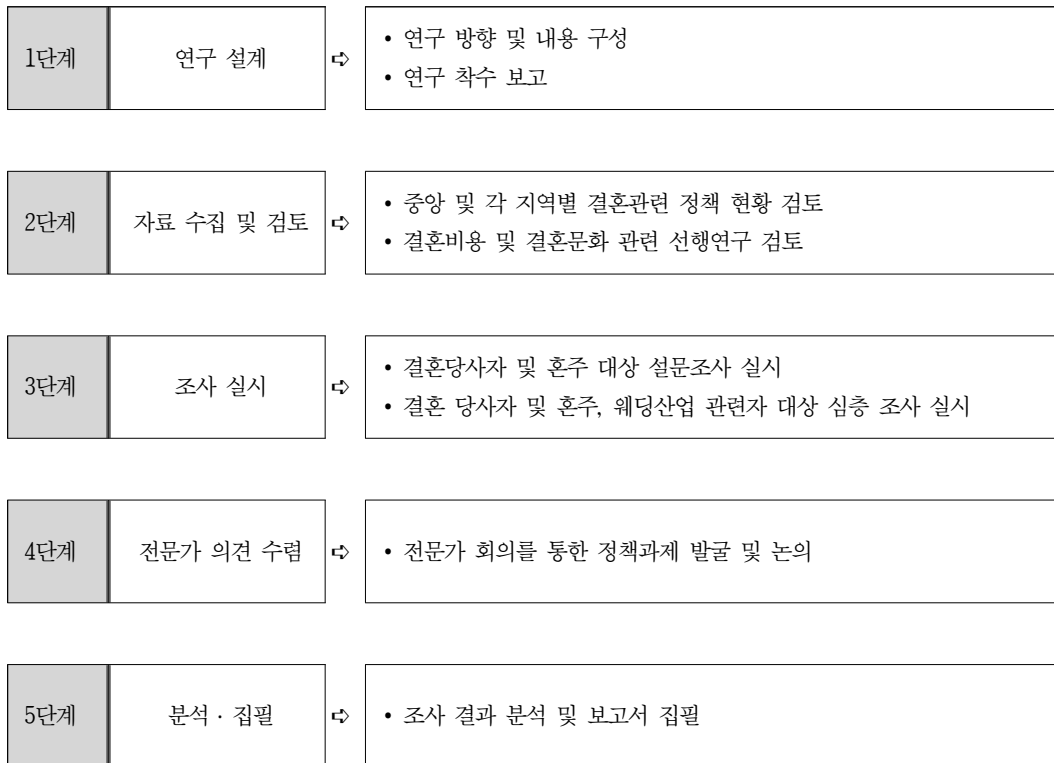 1단계
연구 설계
➪
• 연구 방향 및 내용 구성
• 연구 착수 보고
2단계
자료 수집 및 검토
➪
• 중앙 및 각 지역별 결혼관련 정책 현황 검토
• 결혼비용 및 결혼문화 관련 선행연구 검토
3단계
조사 실시
➪
• 결혼당사자 및 혼주 대상 설문조사 실시
• 결혼 당사자 및 혼주, 웨딩산업 관련자 대상 심층 조사 실시
4단계
전문가 의견 수렴
➪
• 전문가 회의를 통한 정책과제 발굴 및 논의
5단계
분석 · 집필
➪
• 조사 결과 분석 및 보고서 집필